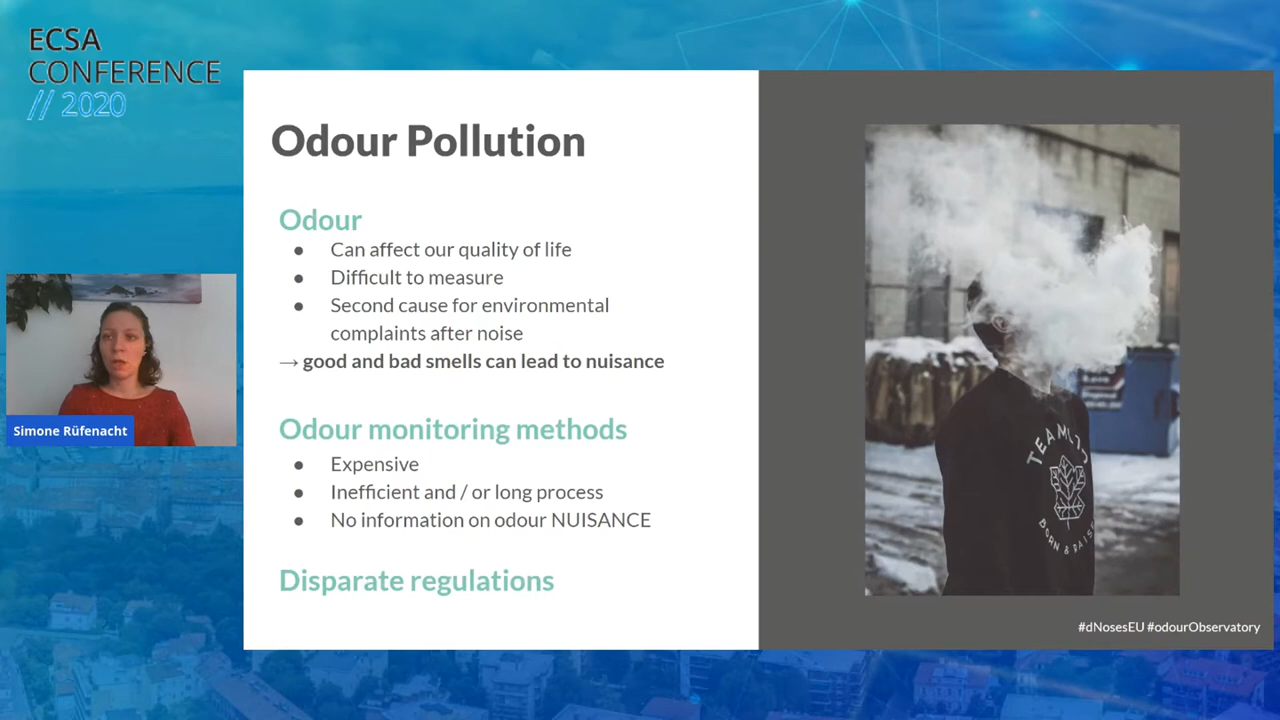 ECSA
CONFERENCE
// 2020
Odour Pollution
Odour
● Can affect our quality of life
● Difficult to measure
● Second cause for environmental
complaints after noise
→ good and bad smells can lead to nuisance
Odour monitoring methods
● Expensive
● Inefficient and / or long process
● No information on odour NUISANCE
Disparate regulations
Simone Rüfenacht
BORN & RAISE
#dNosesEU #odourObservatory